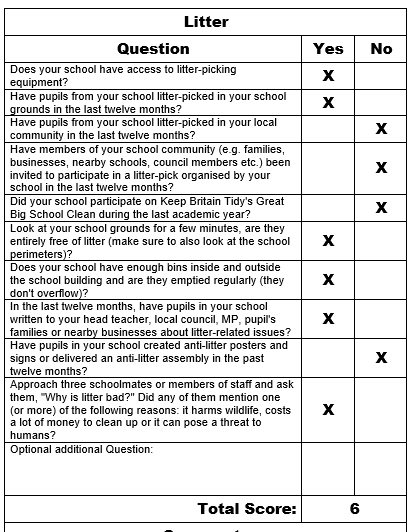 Litter
Question Yes No
Does your school have access to litter-picking
equipment? X
Have pupils from your school litter-picked in your school
grounds in the last twelve months? X
Have pupils from your school litter-picked in your local
community in the last twelve months? X
Have members of your school community (e.g. families,
businesses, nearby schools, council members etc.) been
invited to participate in a litter-pick organised by your
school in the last twelve months? X
Did your school participate on Keep Britain Tidy's Great
Big School Clean during the last academic year? X
Look at your school grounds for a few minutes, are they
entirely free of litter (make sure to also look at the school
perimeters)? X
Does your school have enough bins inside and outside
the school building and are they emptied regularly (they
don't overflow)? X
In the last twelve months, have pupils in your school
written to your head teacher, local council, MP, pupil's
families or nearby businesses about litter-related issues? X
Have pupils in your school created anti-litter posters and
signs or delivered an anti-litter assembly in the past
twelve months? X
Approach three schoolmates or members of staff and ask
them, "Why is litter bad?" Did any of them mention one
(or more) of the following reasons: it harms wildlife, costs
a lot of money to clean up or it can pose a threat to
humans? X
Optional additional Question:
Total Score: 6